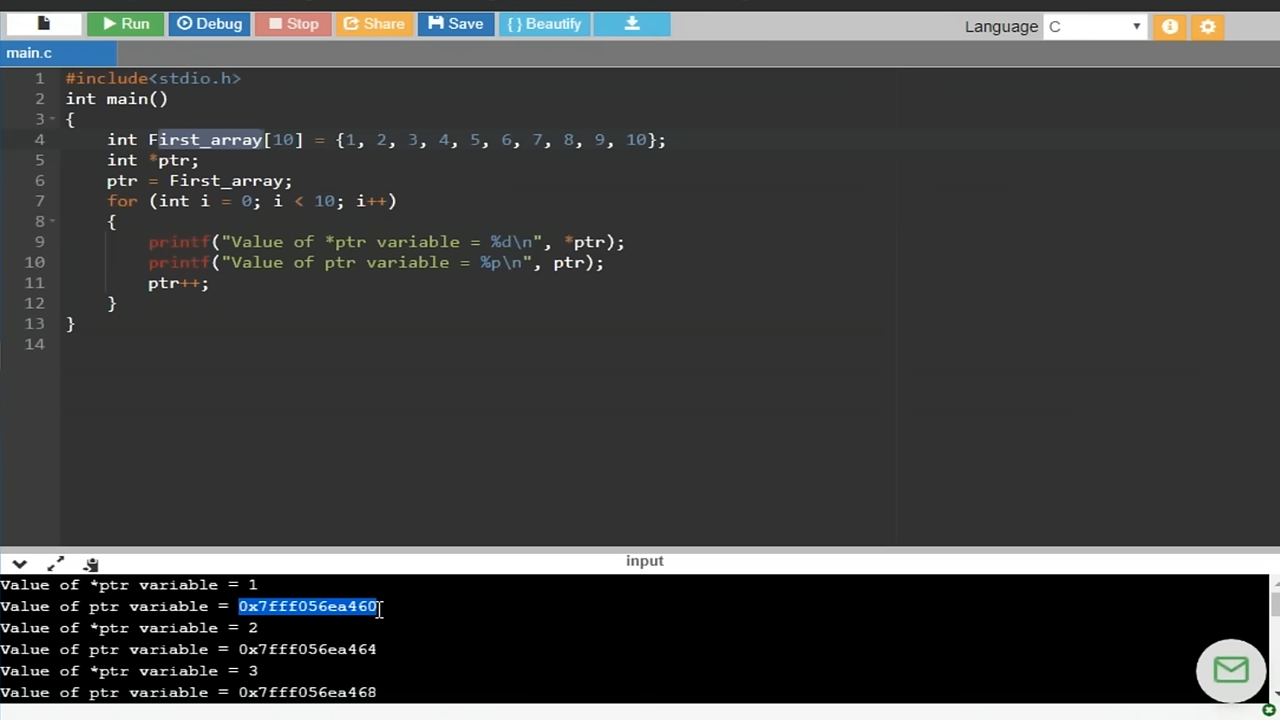 Run Debug Stop Share Save { } Beautify Language C
main.c
1 #include<stdio.h>
2 int main()
3 {
4 int First_array[10] = {1, 2, 3, 4, 5, 6, 7, 8, 9, 10};
5 int *ptr;
6 ptr = First_array;
7 for (int i = 0; i < 10; i++)
8 {
9 printf("Value of *ptr variable = %d\n", *ptr);
10 printf("Value of ptr variable = %p\n", ptr);
11 ptr++;
12 }
13 }
14
input
Value of *ptr variable = 1
Value of ptr variable = 0x7fff056ea460
Value of *ptr variable = 2
Value of ptr variable = 0x7fff056ea464
Value of *ptr variable = 3
Value of ptr variable = 0x7fff056ea468